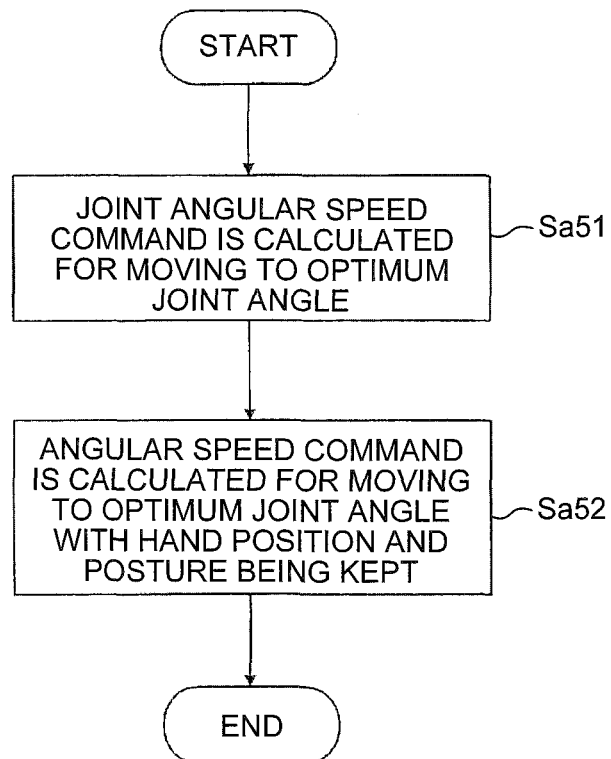 START
JOINT ANGULAR SPEED
COMMAND IS CALCULATED
FOR MOVING TO OPTIMUM
JOINT ANGLE
Sa51
ANGULAR SPEED COMMAND
IS CALCULATED FOR MOVING
TO OPTIMUM JOINT ANGLE
WITH HAND POSITION AND
POSTURE BEING KEPT
Sa52
END